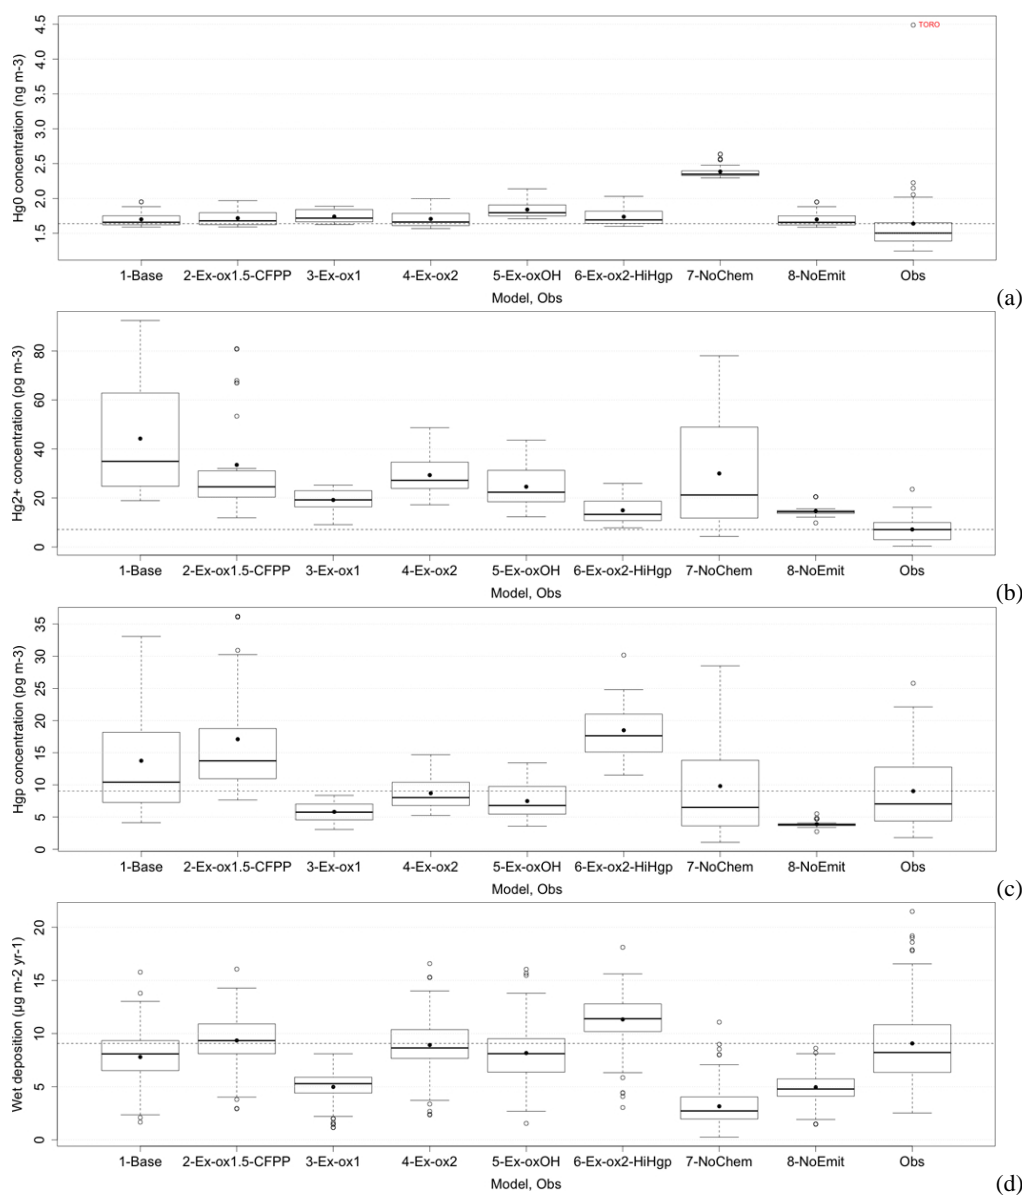 Hg0 concentration (ng m-3)
4.5
4.0
3.5
3.0
2.5
2.0
1.5
TORO
1-Base 2-Ex-ox1.5-CFPP 3-Ex-ox1 4-Ex-ox2 5-Ex-oxOH 6-Ex-ox2-HiHgp 7-NoChem 8-NoEmit Obs
Model, Obs
(a)
Hg2+ concentration (pg m-3)
80
60
40
20
0
1-Base 2-Ex-ox1.5-CFPP 3-Ex-ox1 4-Ex-ox2 5-Ex-oxOH 6-Ex-ox2-HiHgp 7-NoChem 8-NoEmit Obs
Model, Obs
(b)
Hgp concentration (pg m-3)
35
30
25
20
15
10
5
0
1-Base 2-Ex-ox1.5-CFPP 3-Ex-ox1 4-Ex-ox2 5-Ex-oxOH 6-Ex-ox2-HiHgp 7-NoChem 8-NoEmit Obs
Model, Obs
(c)
Wet deposition (µg m-2 yr-1)
20
15
10
5
0
1-Base 2-Ex-ox1.5-CFPP 3-Ex-ox1 4-Ex-ox2 5-Ex-oxOH 6-Ex-ox2-HiHgp 7-NoChem 8-NoEmit Obs
Model, Obs
(d)